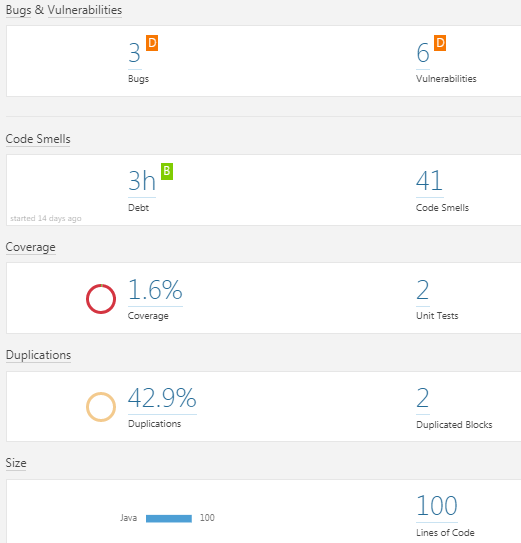 Bugs & Vulnerabilities
3 D
Bugs
6 D
Vulnerabilities
Code Smells
3h B
Debt
41
Code Smells
started 14 days ago
Coverage
1.6%
Coverage
2
Unit Tests
Duplications
42.9%
Duplications
2
Duplicated Blocks
Size
Java 100
100
Lines of Code